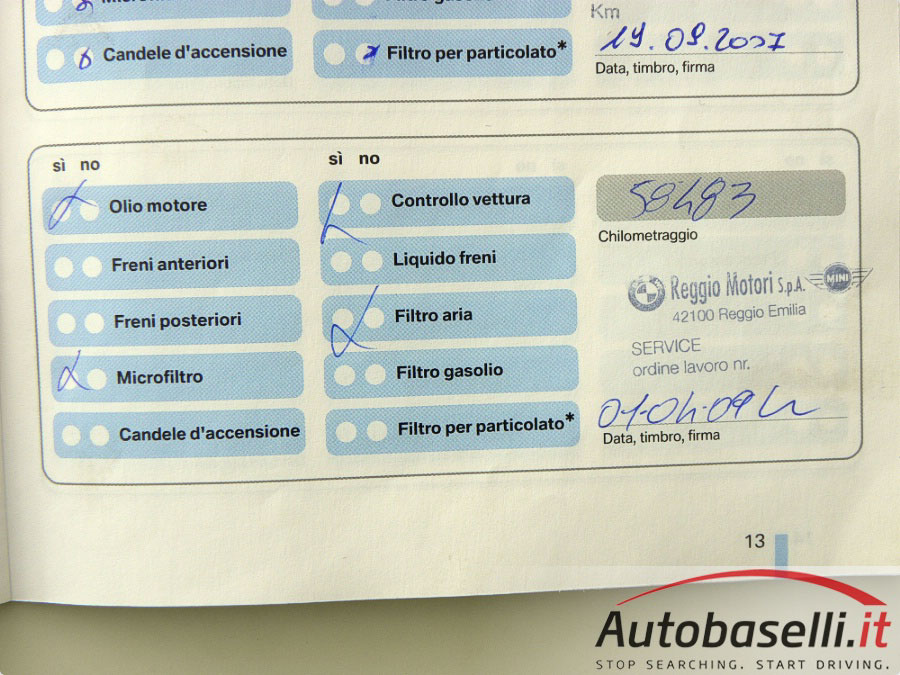 Km
Candele d'accensione
Filtro per particolato*
19.09.2007
Data, timbro, firma
sì no
Olio motore
Freni anteriori
Freni posteriori
Microfiltro
Candele d'accensione
sì no
Controllo vettura
Liquido freni
Filtro aria
Filtro gasolio
Filtro per particolato*
58483
Chilometraggio
Reggio Motori S.p.A. MINI
42100 Reggio Emilia
SERVICE
ordine lavoro nr.
01-04-09
Data, timbro, firma
13
Autobaselli.it
STOP SEARCHING. START DRIVING.